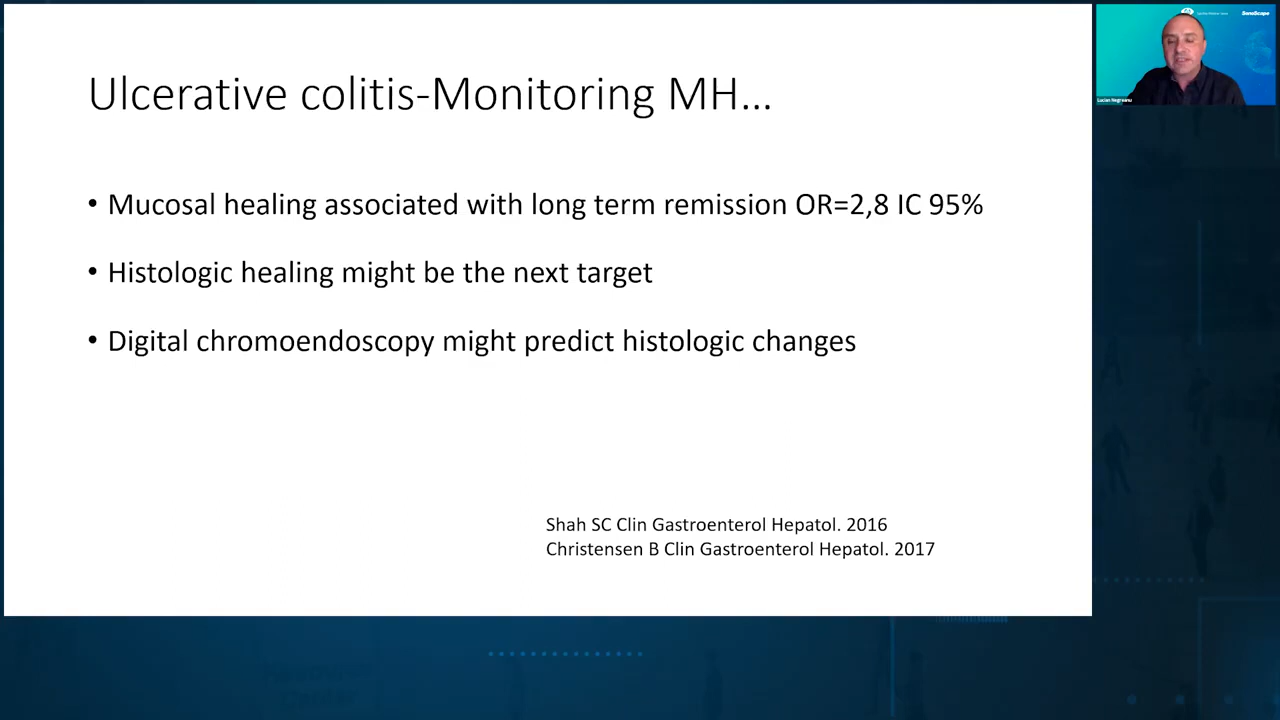 Ulcerative colitis-Monitoring MH...
• Mucosal healing associated with long term remission OR=2,8 IC 95%
• Histologic healing might be the next target
• Digital chromoendoscopy might predict histologic changes
Shah SC Clin Gastroenterol Hepatol. 2016
Christensen B Clin Gastroenterol Hepatol. 2017
Lucian Negreanu